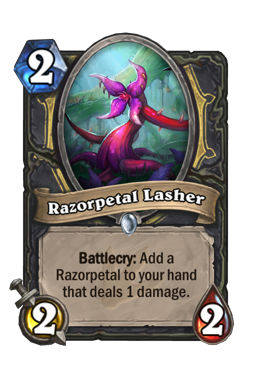 2
Razorpetal Lasher
Battlecry: Add a
Razorpetal to your hand
that deals 1 damage.
2 2